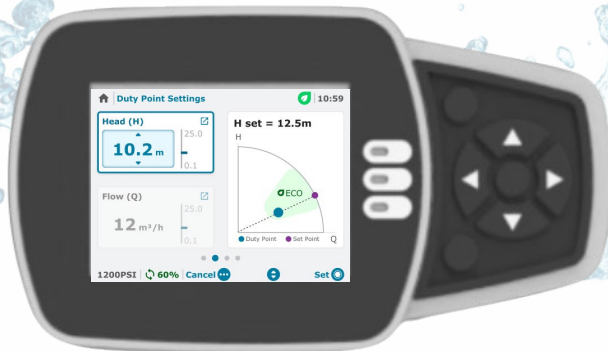 Duty Point Settings
10:59
Head (H)
10.2 m
25.0
0.1
Flow (Q)
12 m³/h
25.0
0.1
H set = 12.5m
H
ECO
Duty Point
Set Point
Q
1200PSI
60%
Cancel
Set